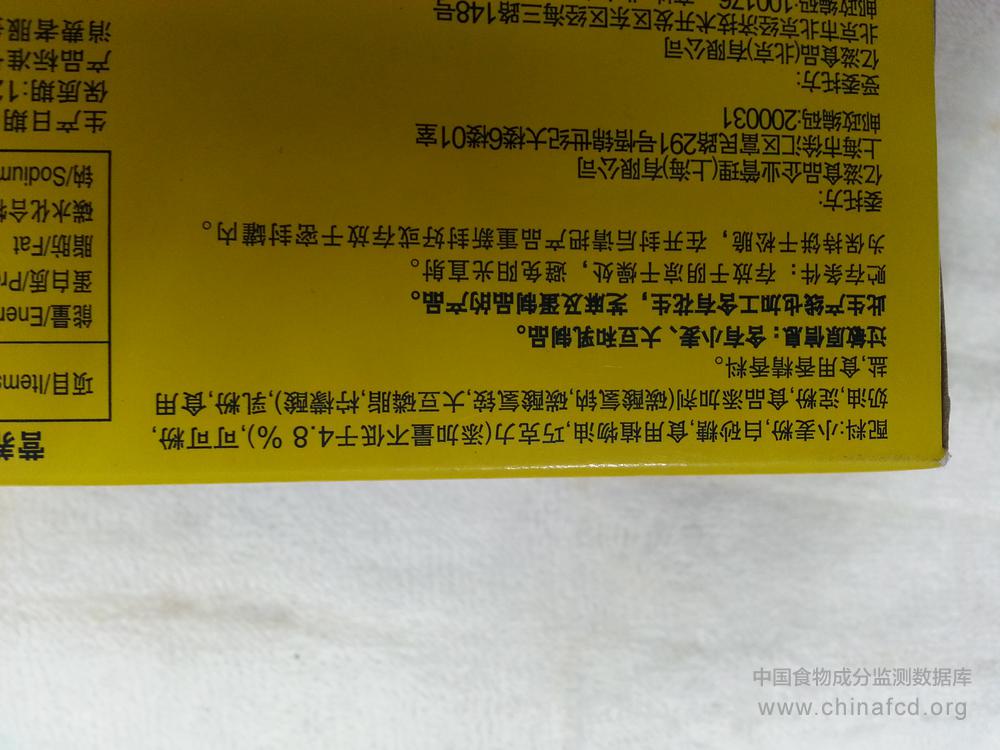 配料:小麦粉,白砂糖,食用植物油,巧克力(添加量不低于4.8 %),可可粉,
奶油,淀粉,食品添加剂(碳酸氢钠,碳酸氢铵,大豆磷脂,柠檬酸),乳粉,食用
盐,食用香精香料。
过敏原信息:含有小麦、大豆和乳制品。
此生产线也加工含有花生,芝麻及蛋制品的产品。
贮存条件:存放于阴凉干燥处,避免阳光直射。
为保持饼干松脆,在开封后请把产品重新封好或存放于密封罐内。
委托方:
亿滋食品企业管理(上海)有限公司
上海市徐汇区富民路291号悟锦世纪大楼6楼01室
邮政编码:200031
受委托方:
亿滋食品(北京)有限公司
北京市北京经济技术开发区东区经海三路148号
邮政编码:100176
营养
项目/Items
能量/Ener
蛋白质/Pro
脂肪/Fat
碳水化合物
钠/Sodium
生产日期
保质期:12
产品标准
消费者服
中国食物成分监测数据库
www.chinafcd.org